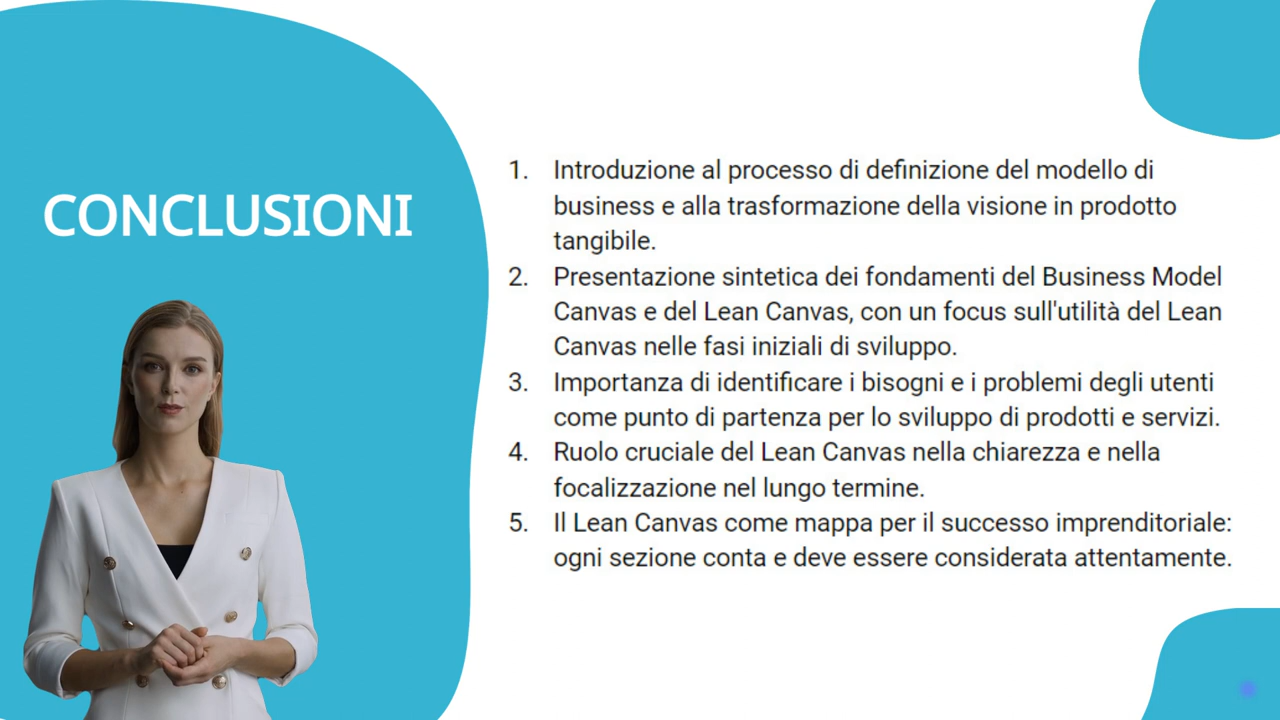 CONCLUSIONI
1. Introduzione al processo di definizione del modello di
business e alla trasformazione della visione in prodotto
tangibile.
2. Presentazione sintetica dei fondamenti del Business Model
Canvas e del Lean Canvas, con un focus sull'utilità del Lean
Canvas nelle fasi iniziali di sviluppo.
3. Importanza di identificare i bisogni e i problemi degli utenti
come punto di partenza per lo sviluppo di prodotti e servizi.
4. Ruolo cruciale del Lean Canvas nella chiarezza e nella
focalizzazione nel lungo termine.
5. Il Lean Canvas come mappa per il successo imprenditoriale:
ogni sezione conta e deve essere considerata attentamente.